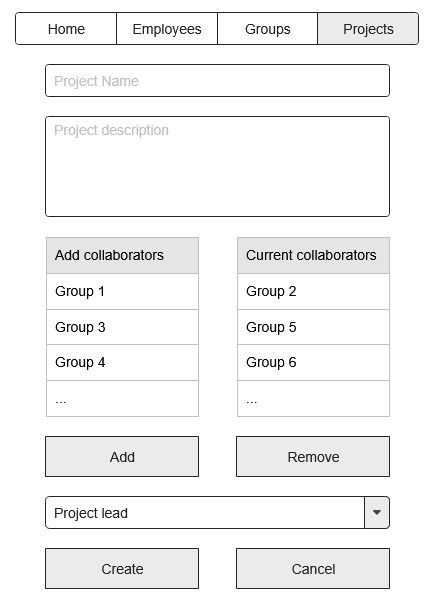 Home Employees Groups Projects
Project Name
Project description
Add collaborators
Group 1
Group 3
Group 4
...
Current collaborators
Group 2
Group 5
Group 6
...
Add
Remove
Project lead
Create
Cancel